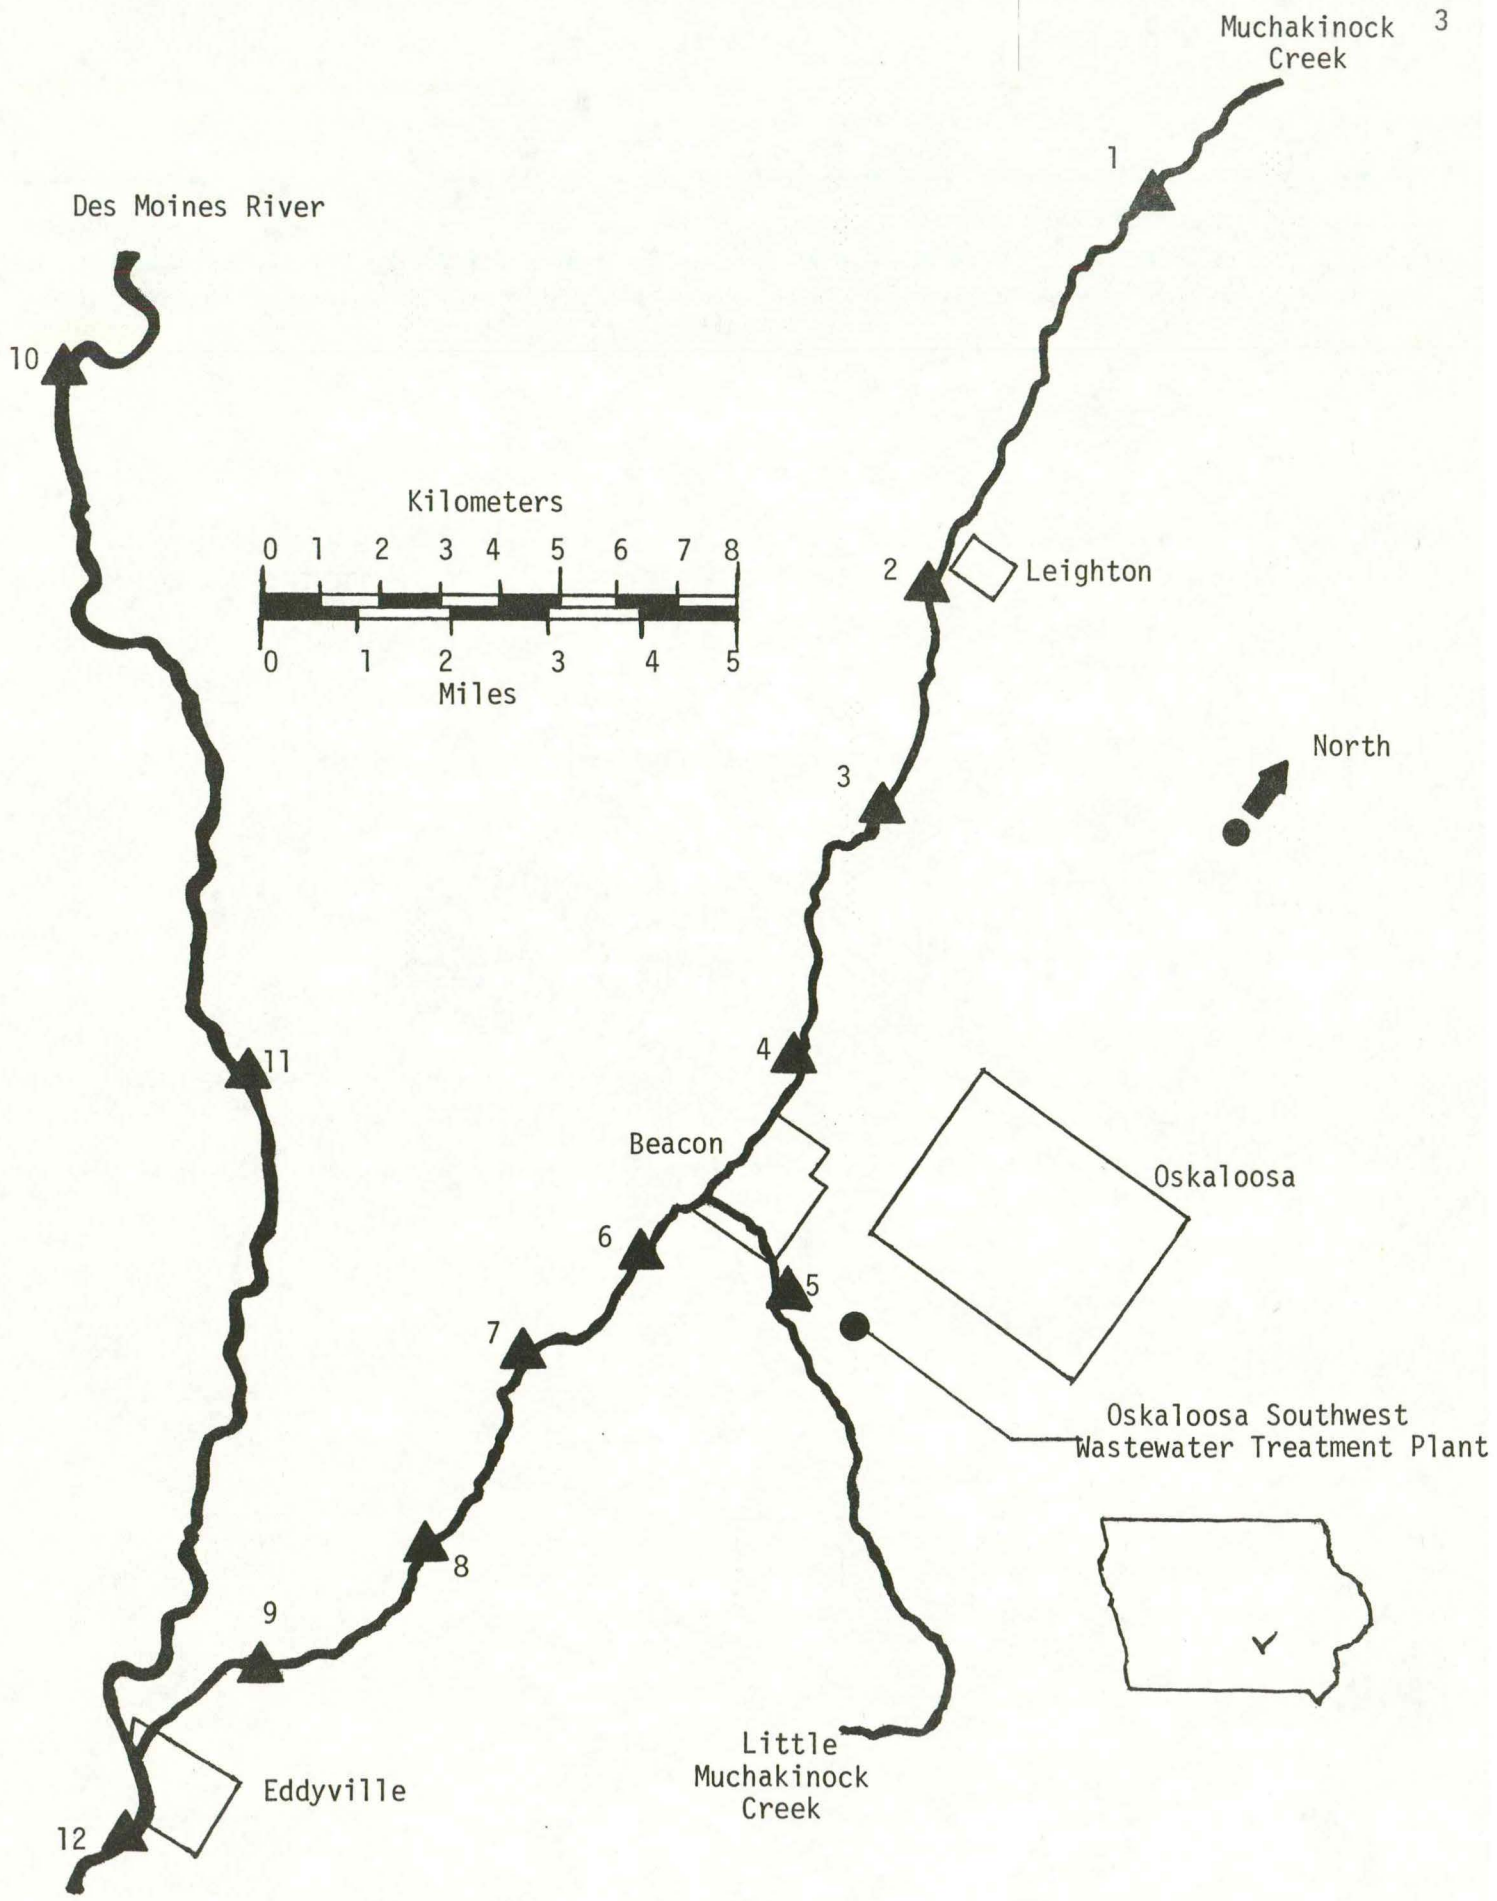 Muchakinock 3
Creek
1
Des Moines River
10
Kilometers
0 1 2 3 4 5 6 7 8
0 1 2 3 4 5
Miles
2
Leighton
North
3
4
11
Beacon
Oskaloosa
6
5
7
Oskaloosa Southwest
Wastewater Treatment Plant
8
9
Little
Muchakinock
Creek
Eddyville
12